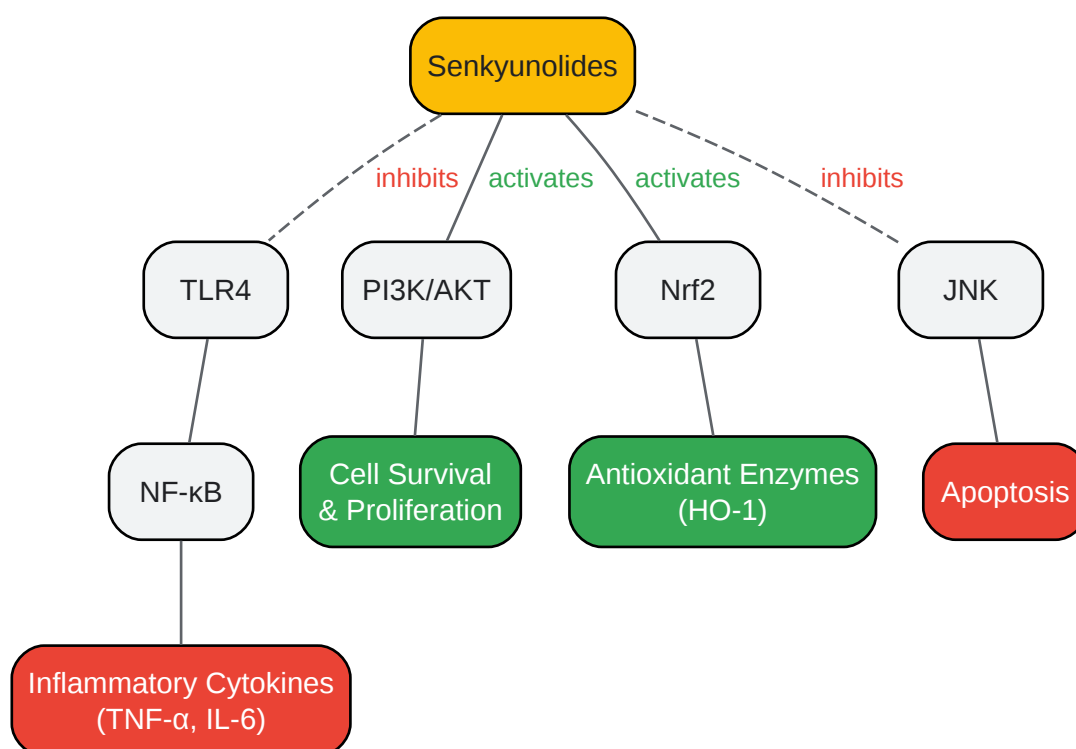 Senkyunolides
inhibits
activates
activates
inhibits
TLR4
PI3K/AKT
Nrf2
JNK
NF-κB
Cell Survival
& Proliferation
Antioxidant Enzymes
(HO-1)
Apoptosis
Inflammatory Cytokines
(TNF-α, IL-6)